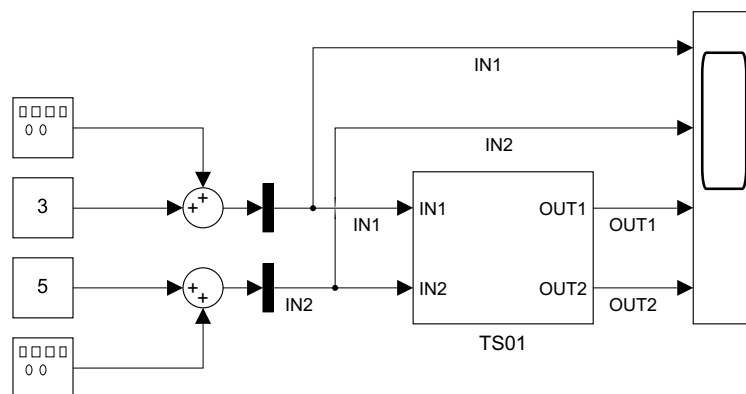 IN1
IN2
3
+
+
IN1
IN1
OUT1
OUT1
5
+
+
IN2
IN2
OUT2
OUT2
TS01